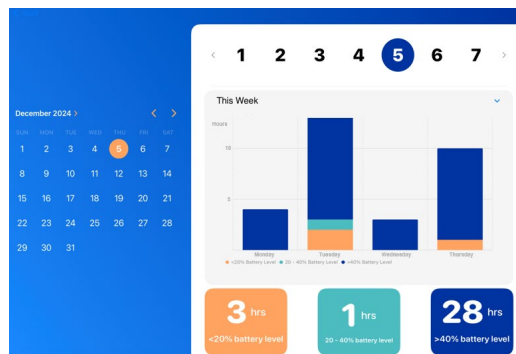 1 2 3 4 5 6 7
December 2024
SUN MON TUE WED THU FRI SAT
1 2 3 4 5 6 7
8 9 10 11 12 13 14
15 16 17 18 19 20 21
22 23 24 25 26 27 28
29 30 31
This Week
Hours
10
5
Monday Tuesday Wednesday Thursday
<20% Battery Level 20 - 40% Battery Level >40% Battery Level
3 hrs
<20% battery level
1 hrs
20 - 40% battery level
28 hrs
>40% battery level